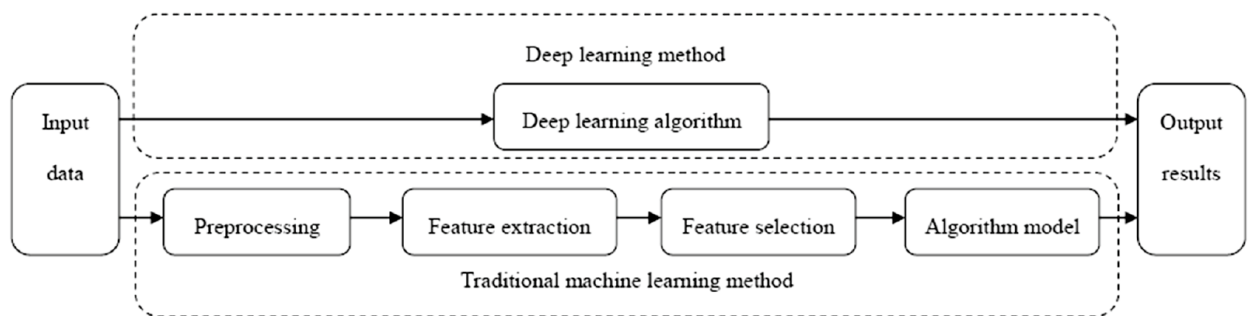 Deep learning method
Input
data
Deep learning algorithm
Output
results
Preprocessing
Feature extraction
Feature selection
Algorithm model
Traditional machine learning method